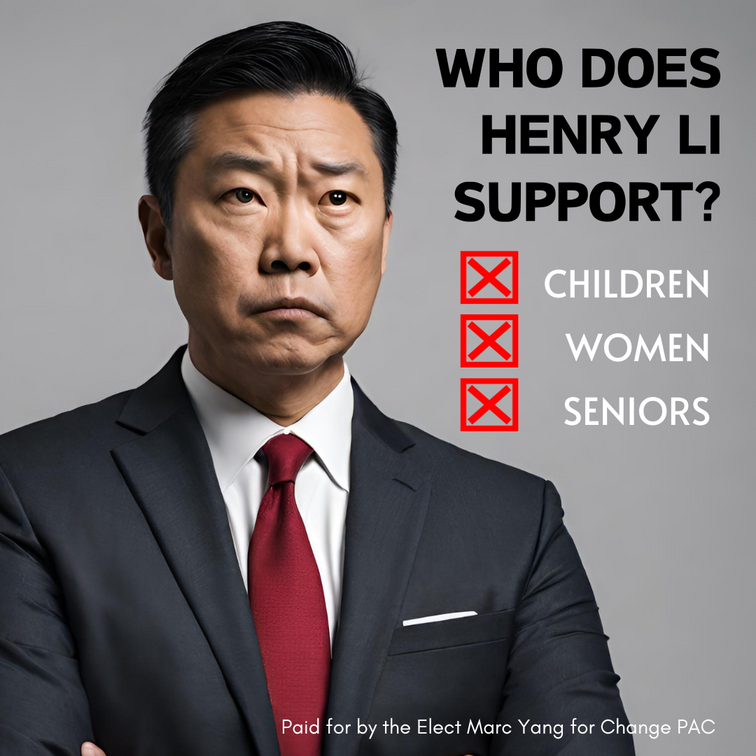 WHO DOES
HENRY LI
SUPPORT?
CHILDREN
WOMEN
SENIORS
Paid for by the Elect Marc Yang for Change PAC